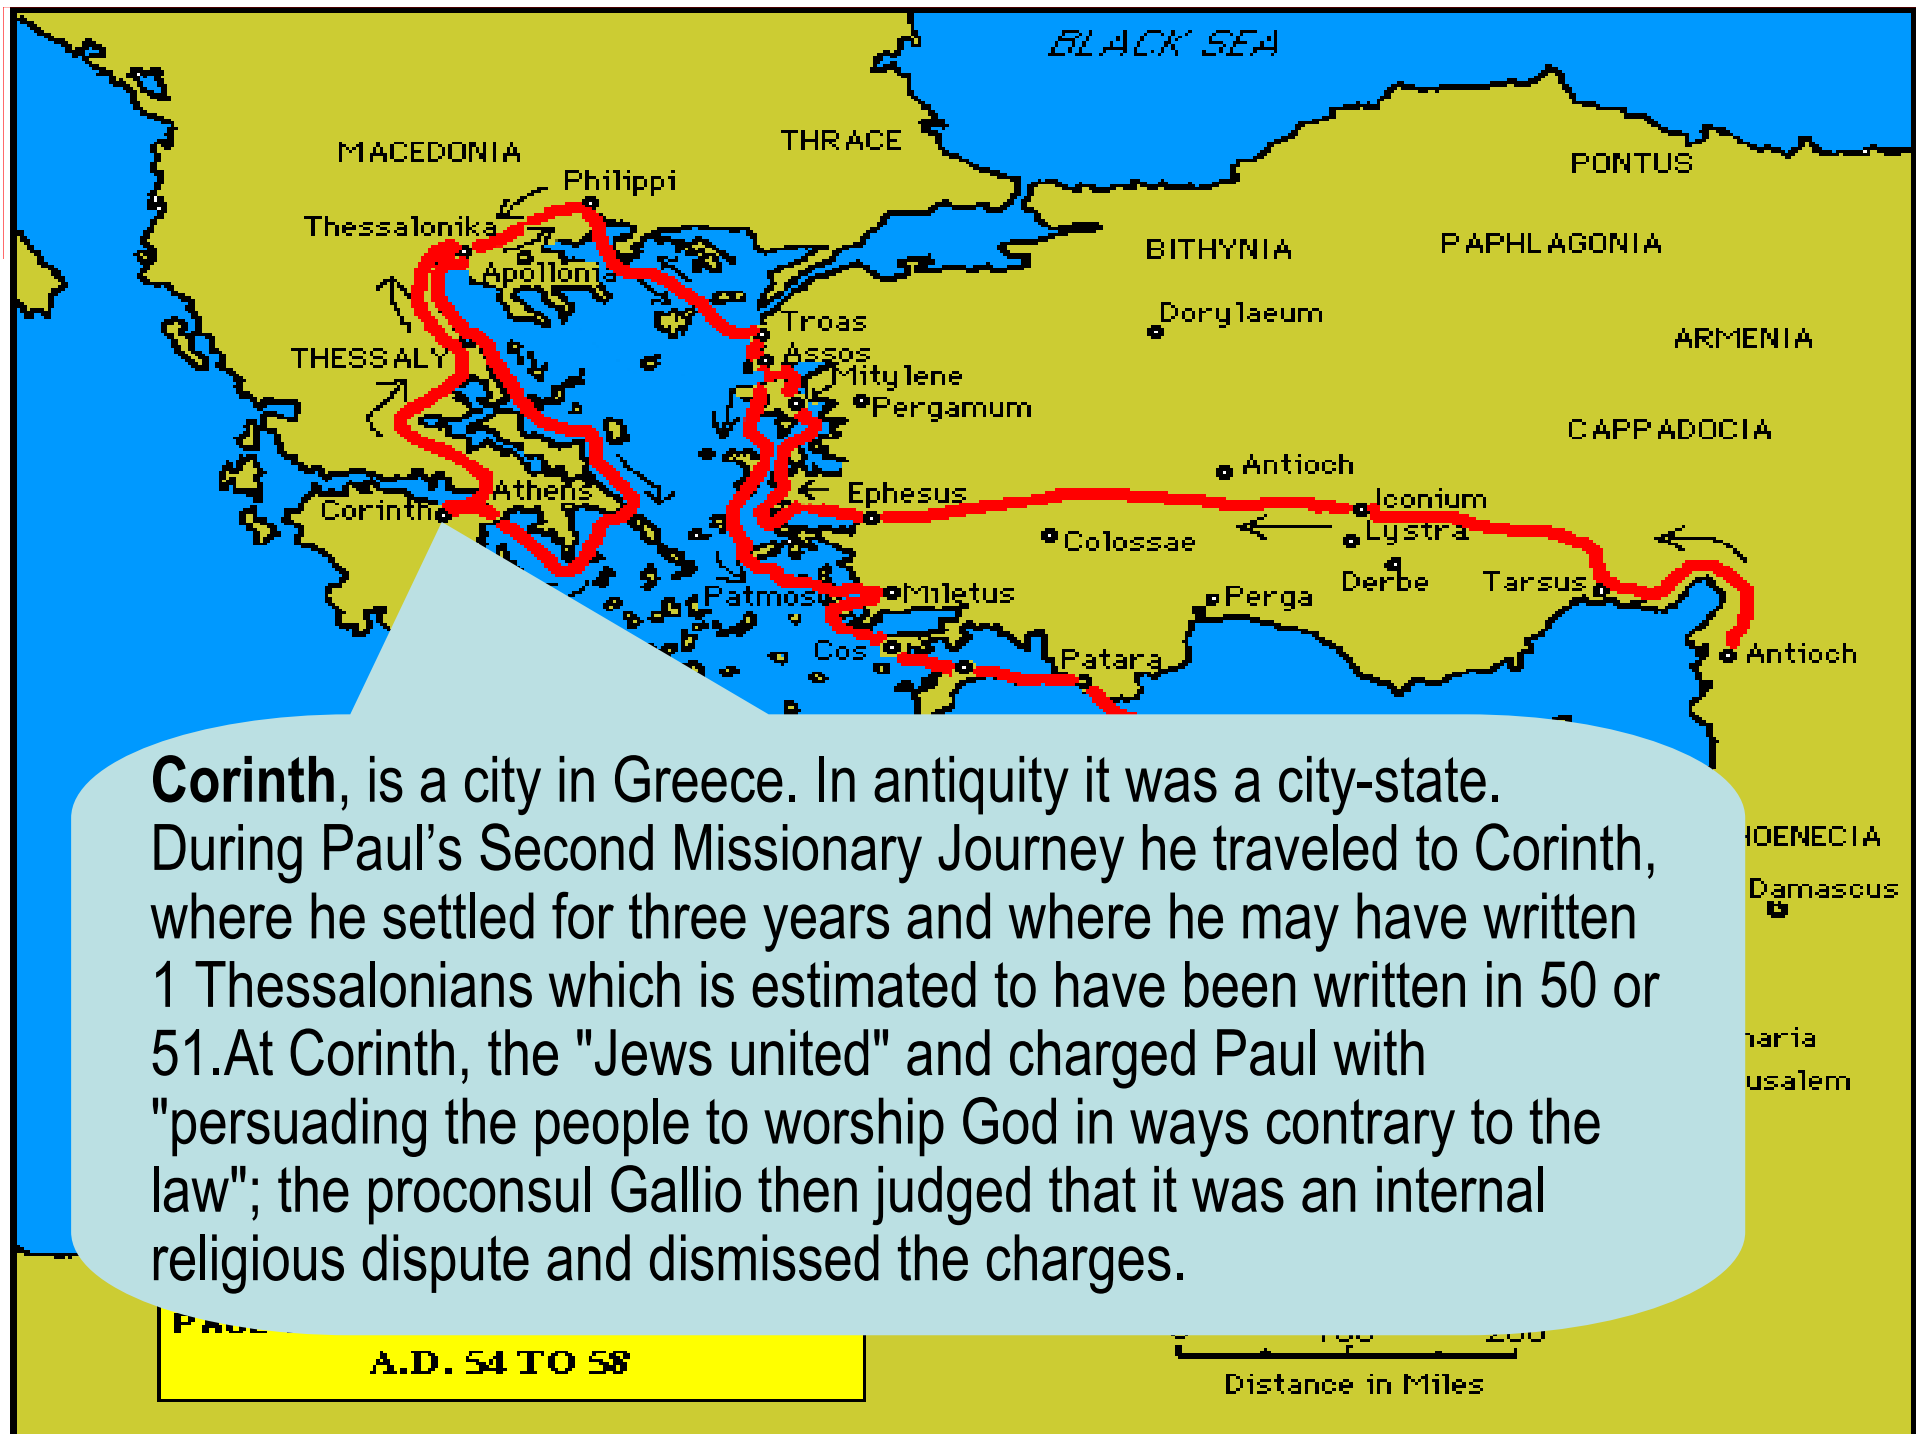 BLACK SEA
THRACE
MACEDONIA
PONTUS
Philippi
Thessalonika
BITHYNIA
PAPHLAGONIA
Apollonia
Dorylaeum
Troas
ARMENIA
THESSALY
Assos
Mitylene
Pergamum
CAPPADOCIA
Antioch
Athens
Ephesus
Iconium
Corinth
Lystra
Colossae
Derbe
Tarsus
Patmos
Miletus
Perga
Cos
Patara
Antioch
Corinth, is a city in Greece. In antiquity it was a city-state.
During Paul’s Second Missionary Journey he traveled to Corinth,
where he settled for three years and where he may have written
1 Thessalonians which is estimated to have been written in 50 or
51.At Corinth, the "Jews united" and charged Paul with
"persuading the people to worship God in ways contrary to the
law"; the proconsul Gallio then judged that it was an internal
religious dispute and dismissed the charges.
HOENECIA
Damascus
naria
usalem
A.D. 54 TO 58
100 200
Distance in Miles